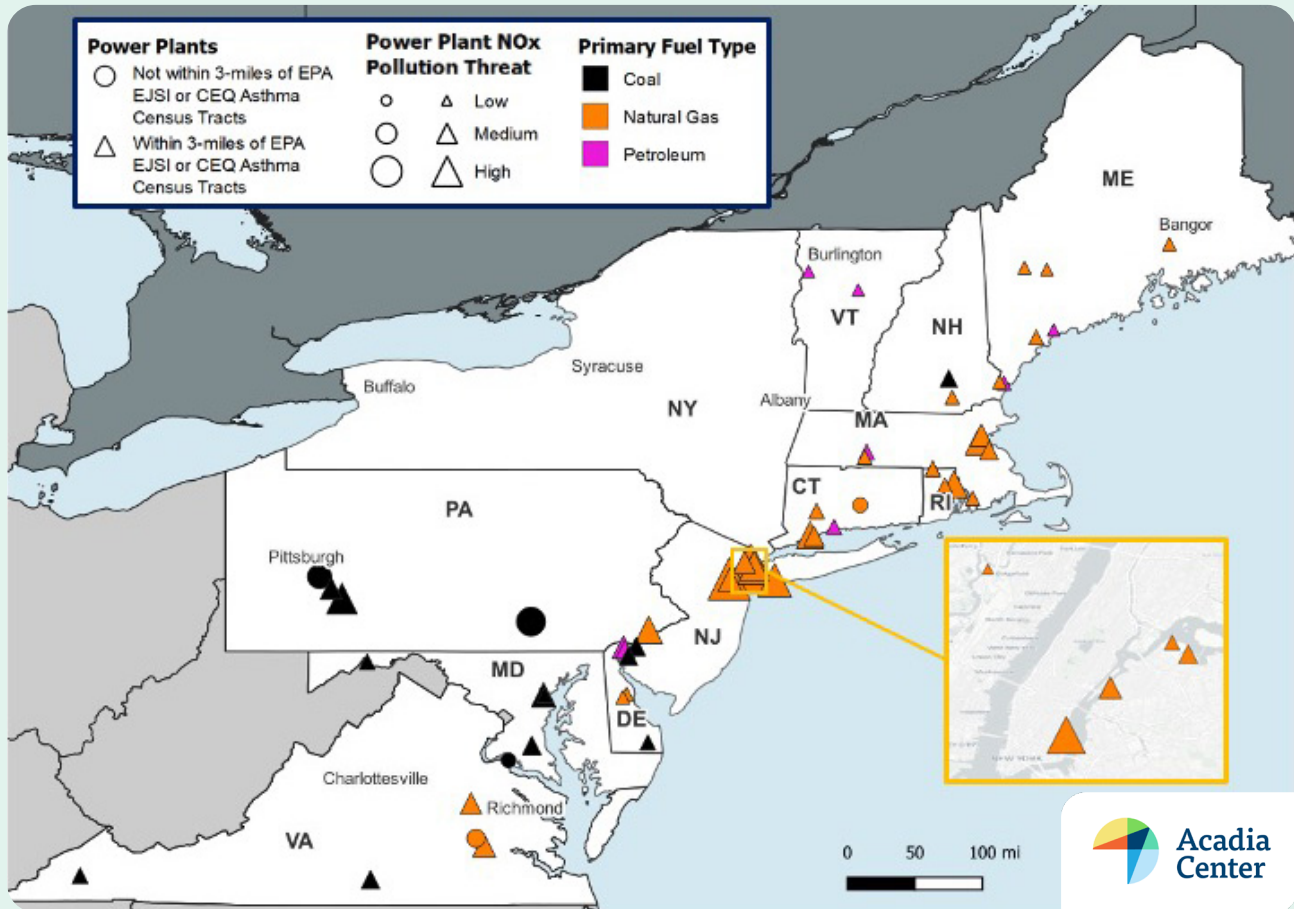 Power Plants
Not within 3-miles of EPA
EJSI or CEQ Asthma
Census Tracts
Within 3-miles of EPA
EJSI or CEQ Asthma
Census Tracts
Power Plant NOx
Pollution Threat
Low
Medium
High
Primary Fuel Type
Coal
Natural Gas
Petroleum
ME
Bangor
Burlington
VT
NH
Syracuse
Buffalo
NY
Albany
MA
CT
RI
PA
Pittsburgh
NJ
MD
DE
Charlottesville
Richmond
VA
NEW YORK
0 50 100 mi
Acadia
Center